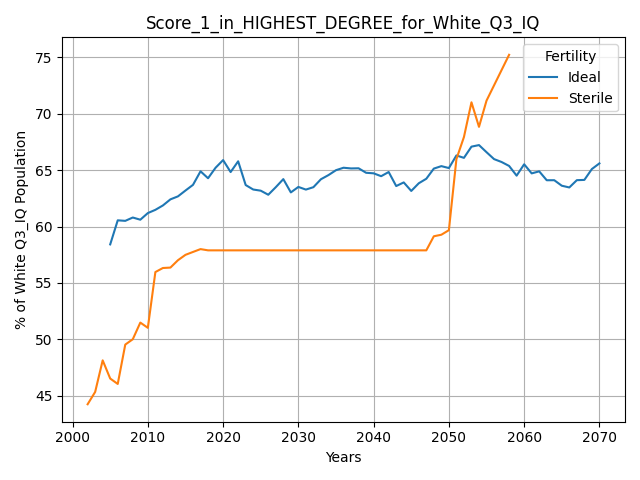 Score_1_in_HIGHEST_DEGREE_for_White_Q3_IQ
% of White Q3_IQ Population
75
70
65
60
55
50
45
Fertility
Ideal
Sterile
2000 2010 2020 2030 2040 2050 2060 2070
Years